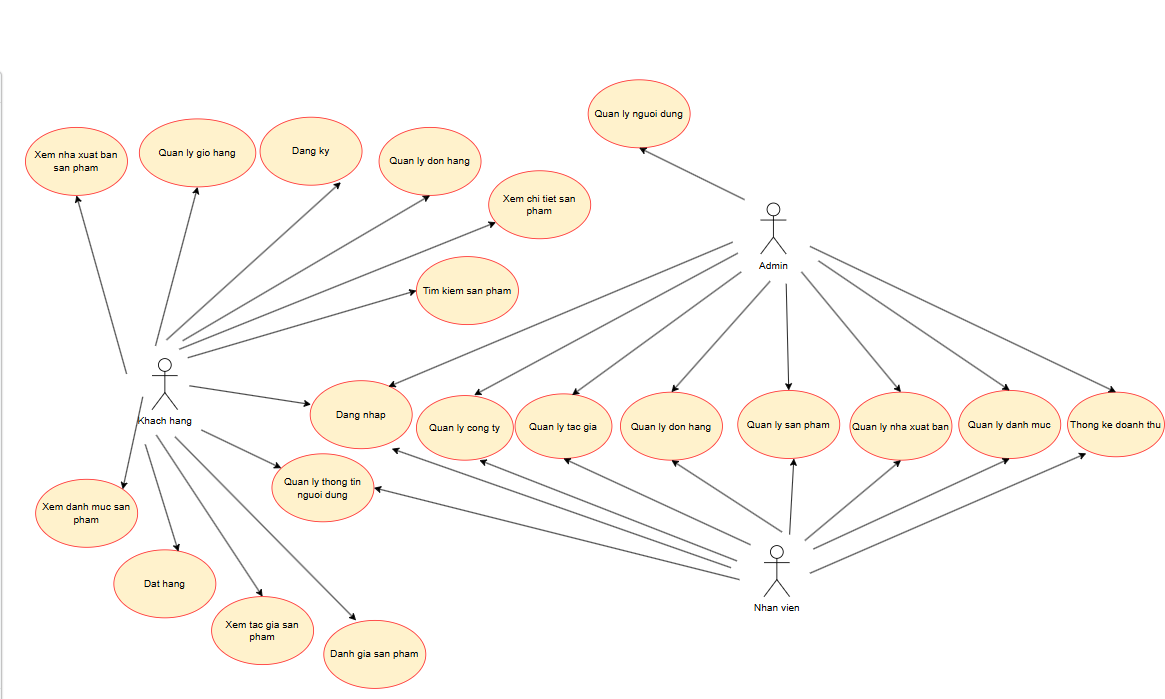 Quan ly nguoi dung
Xem nha xuat ban
san pham
Quan ly gio hang
Dang ky
Quan ly don hang
Xem chi tiet san
pham
Admin
Tim kiem san pham
Khach hang
Dang nhap
Quan ly cong ty
Quan ly tac gia
Quan ly don hang
Quan ly san pham
Quan ly nha xuat ban
Quan ly danh muc
Thong ke doanh thu
Quan ly thong tin
nguoi dung
Xem danh muc san
pham
Dat hang
Nhan vien
Xem tac gia san
pham
Danh gia san pham